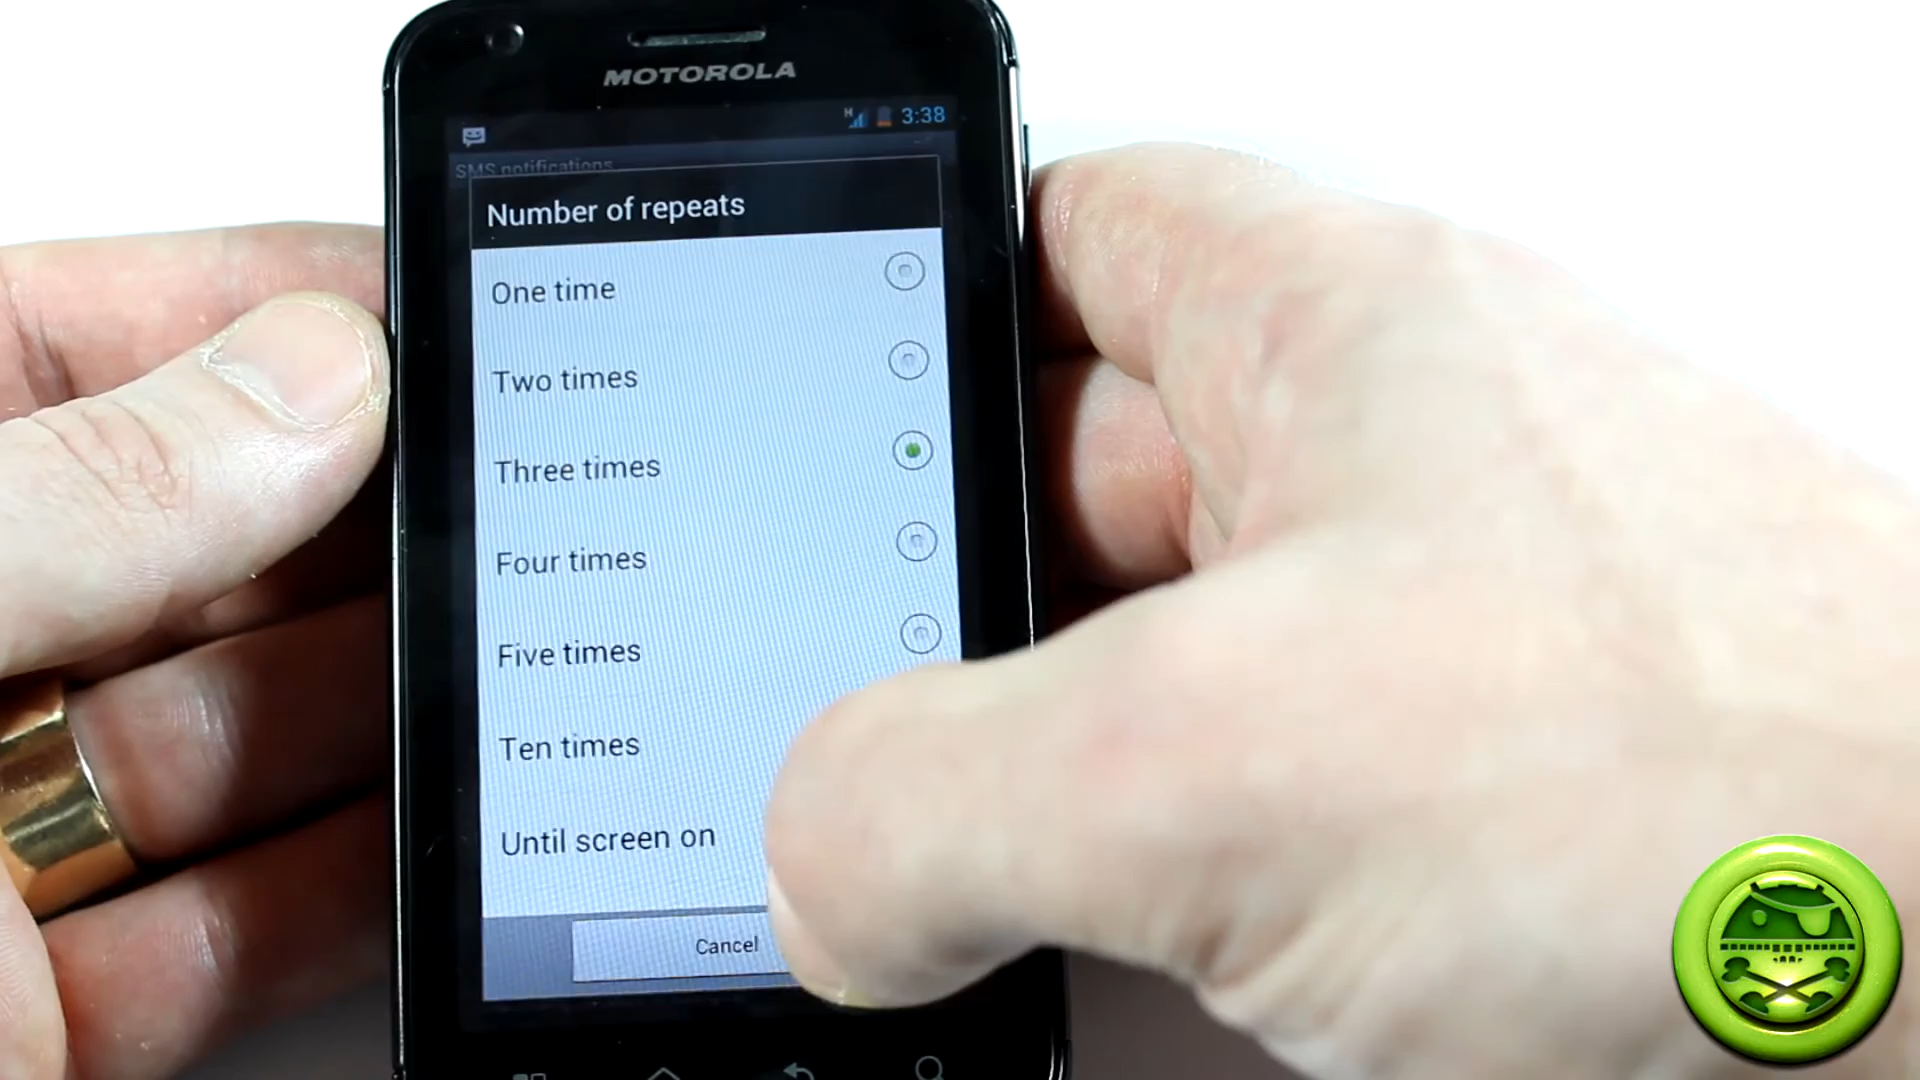 MOTOROLA
H 3:38
SMS notifications
Number of repeats
One time
Two times
Three times
Four times
Five times
Ten times
Until screen on
Cancel